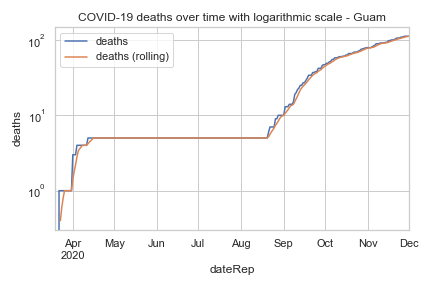 COVID-19 deaths over time with logarithmic scale - Guam
deaths
deaths (rolling)
10²
10¹
10⁰
deaths
Apr
2020
May
Jun
Jul
Aug
Sep
Oct
Nov
Dec
dateRep